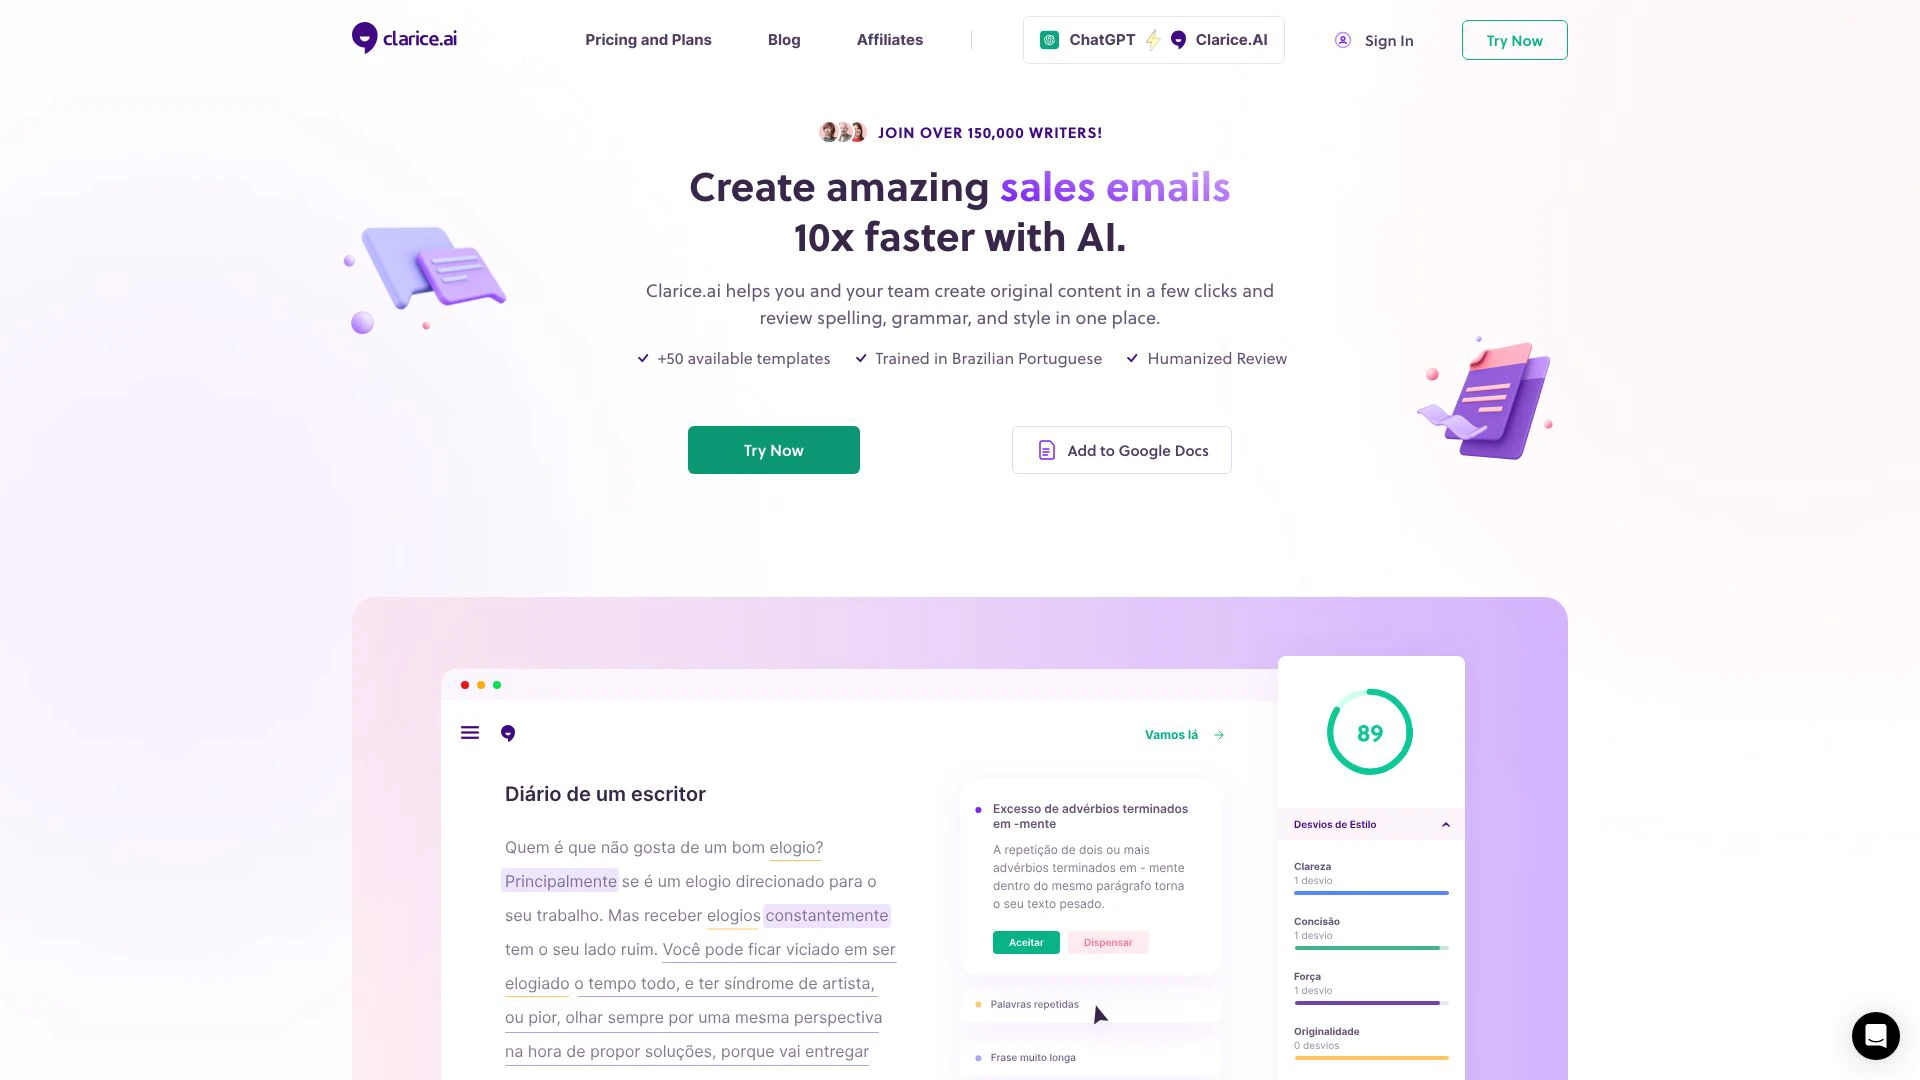 clarice.ai
Pricing and Plans
Blog
Affiliates
ChatGPT
Clarice.AI
Sign In
Try Now
JOIN OVER 150,000 WRITERS!
Create amazing sales emails
10x faster with AI.
Clarice.ai helps you and your team create original content in a few clicks and
review spelling, grammar, and style in one place.
+50 available templates
Trained in Brazilian Portuguese
Humanized Review
Try Now
Add to Google Docs
Vamos lá
Diário de um escritor
Quem é que não gosta de um bom elogio?
Principalmente se é um elogio direcionado para o
seu trabalho. Mas receber elogios constantemente
tem o seu lado ruim. Você pode ficar viciado em ser
elogiado o tempo todo, e ter síndrome de artista,
ou pior, olhar sempre por uma mesma perspectiva
na hora de propor soluções, porque vai entregar
Excesso de advérbios terminados
em -mente
A repetição de dois ou mais
advérbios terminados em - mente
dentro do mesmo parágrafo torna
o seu texto pesado.
Aceitar
Dispensar
Palavras repetidas
Frase muito longa
89
Desvios de Estilo
Clareza
1 desvio
Concisão
1 desvio
Força
1 desvio
Originalidade
0 desvios